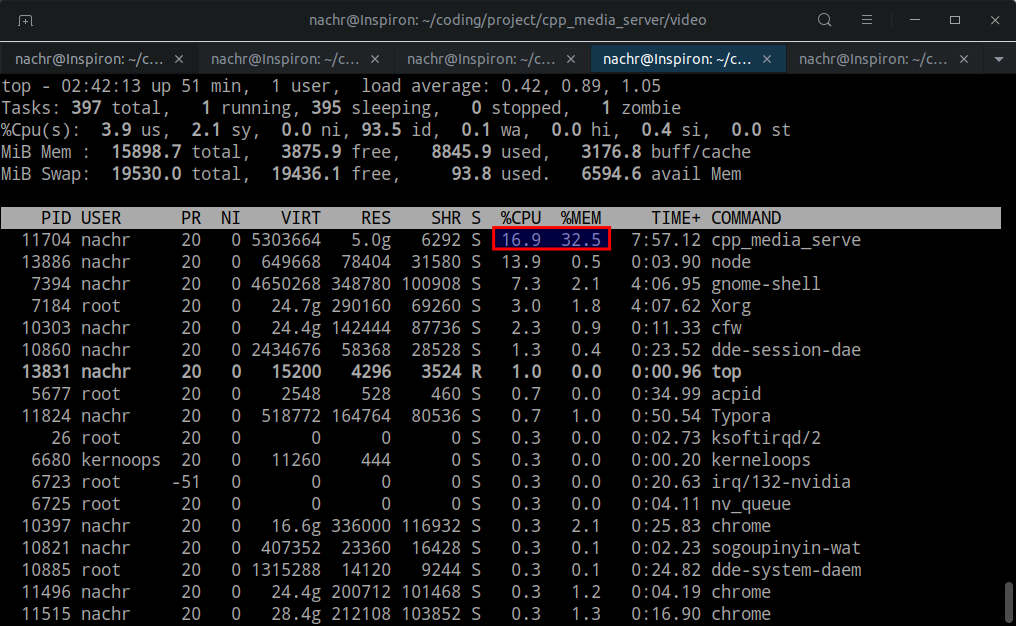 nachr@Inspiron: ~/coding/project/cpp_media_server/video
nachr@Inspiron: ~/c... × nachr@Inspiron: ~/c... × nachr@Inspiron: ~/c... × nachr@Inspiron: ~/c... × nachr@Inspiron: ~/c... ×
top - 02:42:13 up 51 min,  1 user,  load average: 0.42, 0.89, 1.05
Tasks: 397 total,   1 running, 395 sleeping,   0 stopped,   1 zombie
%Cpu(s):  3.9 us,  2.1 sy,  0.0 ni, 93.5 id,  0.1 wa,  0.0 hi,  0.4 si,  0.0 st
MiB Mem :  15898.7 total,   3875.9 free,   8845.9 used,   3176.8 buff/cache
MiB Swap:  19530.0 total,  19436.1 free,     93.8 used.   6594.6 avail Mem
PID USER      PR  NI    VIRT    RES    SHR S  %CPU  %MEM     TIME+ COMMAND
11704 nachr     20   0 5303664   5.0g   6292 S  16.9  32.5   7:57.12 cpp_media_serve
13886 nachr     20   0  649668  78404  31580 S  13.9   0.5   0:03.90 node
7394 nachr     20   0 4650268 348780 100908 S   7.3   2.1   4:06.95 gnome-shell
7184 root      20   0   24.7g 290160  69260 S   3.0   1.8   4:07.62 Xorg
10303 nachr     20   0   24.4g 142444  87736 S   2.3   0.9   0:11.33 cfw
10860 nachr     20   0 2434676  58368  28528 S   1.3   0.4   0:23.52 dde-session-dae
13831 nachr     20   0   15200   4296   3524 R   1.0   0.0   0:00.96 top
5677 root      20   0    2548    528    460 S   0.7   0.0   0:34.99 acpid
11824 nachr     20   0  518772 164764  80536 S   0.7   1.0   0:50.54 Typora
26 root      20   0       0      0      0 S   0.3   0.0   0:02.73 ksoftirqd/2
6680 kernoops  20   0   11260    444      0 S   0.3   0.0   0:00.20 kerneloops
6723 root     -51   0       0      0      0 S   0.3   0.0   0:20.63 irq/132-nvidia
6725 root      20   0       0      0      0 S   0.3   0.0   0:04.11 nv_queue
10397 nachr     20   0   16.6g 336000 116932 S   0.3   2.1   0:25.83 chrome
10821 nachr     20   0  407352  23360  16428 S   0.3   0.1   0:02.23 sogoupinyin-wat
10885 root      20   0 1315288  14120   9244 S   0.3   0.1   0:24.82 dde-system-daem
11496 nachr     20   0   24.4g 200712 101468 S   0.3   1.2   0:04.19 chrome
11515 nachr     20   0   28.4g 212108 103852 S   0.3   1.3   0:16.90 chrome